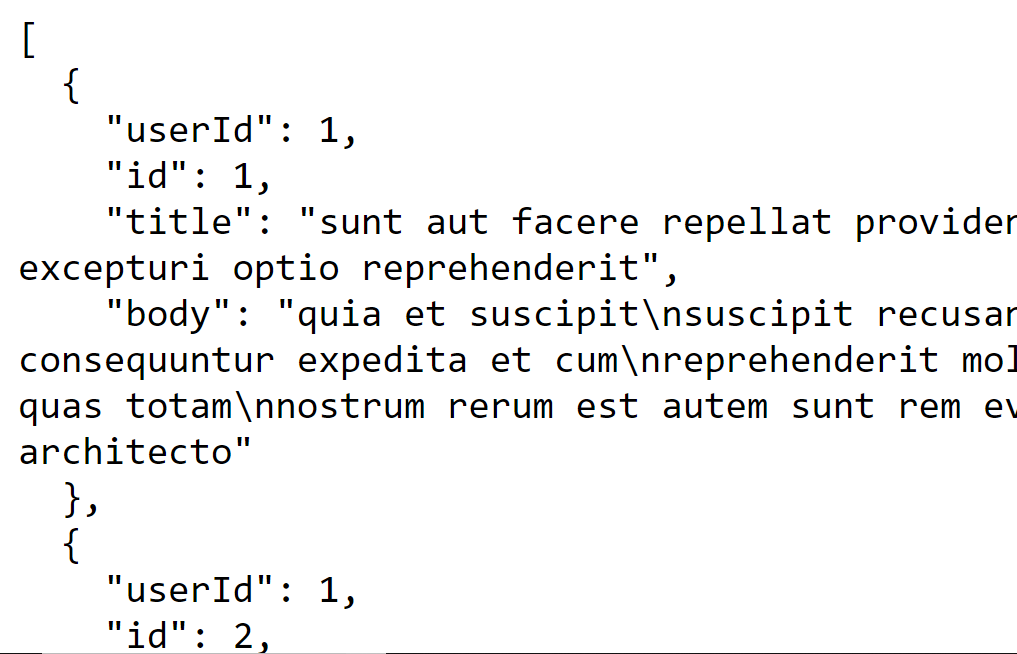 [
{
"userId": 1,
"id": 1,
"title": "sunt aut facere repellat
excepturi optio reprehenderit",
"body": "quia et suscipit\nsuscipit
consequuntur expedita et cum\nreprehenderit
quas totam\nnostrum rerum est autem sunt rem
architecto"
},
{
"userId": 1,
"id": 2,